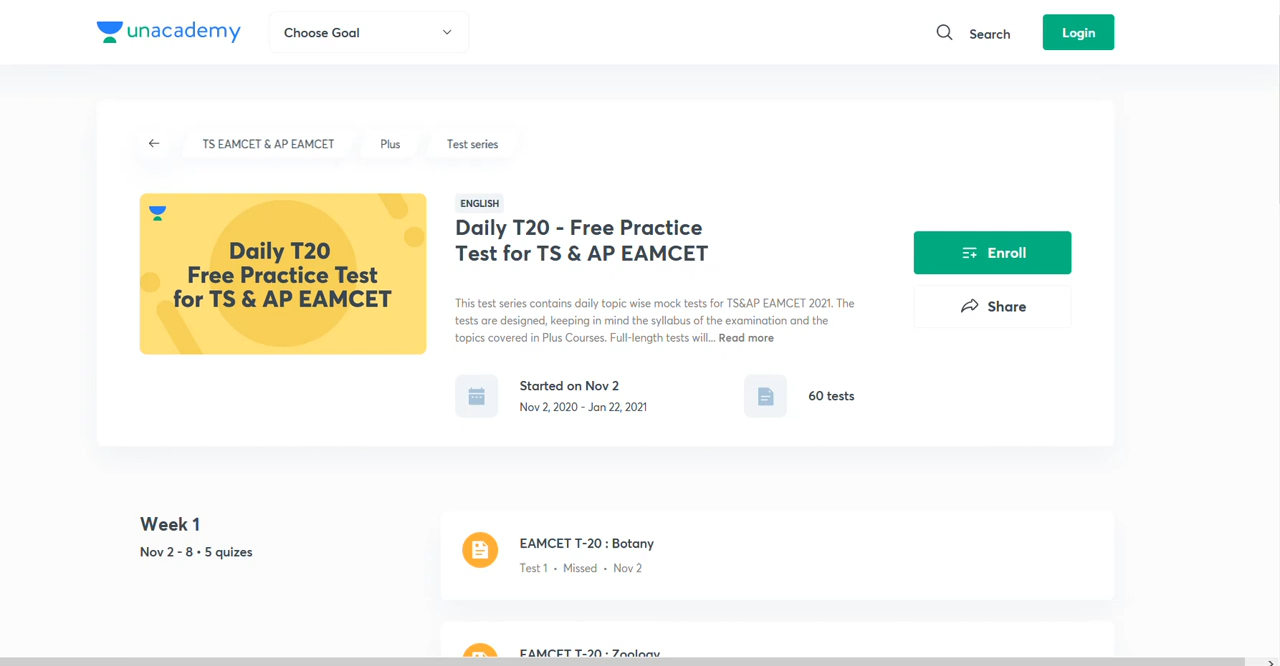 unacademy
Choose Goal
Search
Login
TS EAMCET & AP EAMCET
Plus
Test series
Daily T20
Free Practice Test
for TS & AP EAMCET
ENGLISH
Daily T20 - Free Practice
Test for TS & AP EAMCET
This test series contains daily topic wise mock tests for TS&AP EAMCET 2021. The
tests are designed, keeping in mind the syllabus of the examination and the
topics covered in Plus Courses. Full-length tests will... Read more
Started on Nov 2
Nov 2, 2020 - Jan 22, 2021
60 tests
Enroll
Share
Week 1
Nov 2 - 8 • 5 quizes
EAMCET T-20 : Botany
Test 1 • Missed • Nov 2
EAMCET T-20 : Zoology